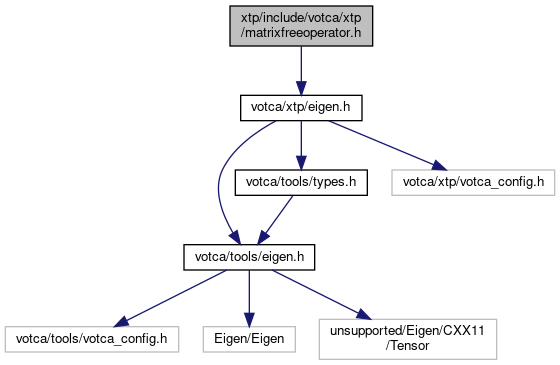 xtp/include/votca/xtp
/matrixfreeoperator.h
votca/xtp/eigen.h
votca/tools/types.h
votca/xtp/votca_config.h
votca/tools/eigen.h
votca/tools/votca_config.h
Eigen/Eigen
unsupported/Eigen/CXX11
/Tensor